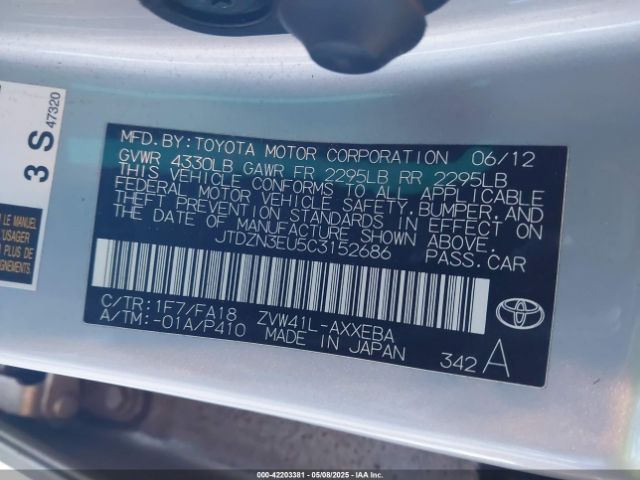 3 S 47320
LE MANUEL
L'USAGER
IGNEMENTS
MFD. BY: TOYOTA MOTOR CORPORATION 06/12
GVWR 4330LB GAWR FR 2295LB RR 2295LB
THIS VEHICLE CONFORMS TO ALL APPLICABLE
FEDERAL MOTOR VEHICLE SAFETY, BUMPER, AND
THEFT PREVENTION STANDARDS IN EFFECT ON
THE DATE OF MANUFACTURE SHOWN ABOVE.
JTDZN3EU5C3152686 PASS. CAR
C/TR: 1F7/FA18 ZVW41L-AXXEBA
A/TM: -01A/P410 MADE IN JAPAN
TOYOTA
342 A
000-42203381 - 05/08/2025 - IAAHEADER